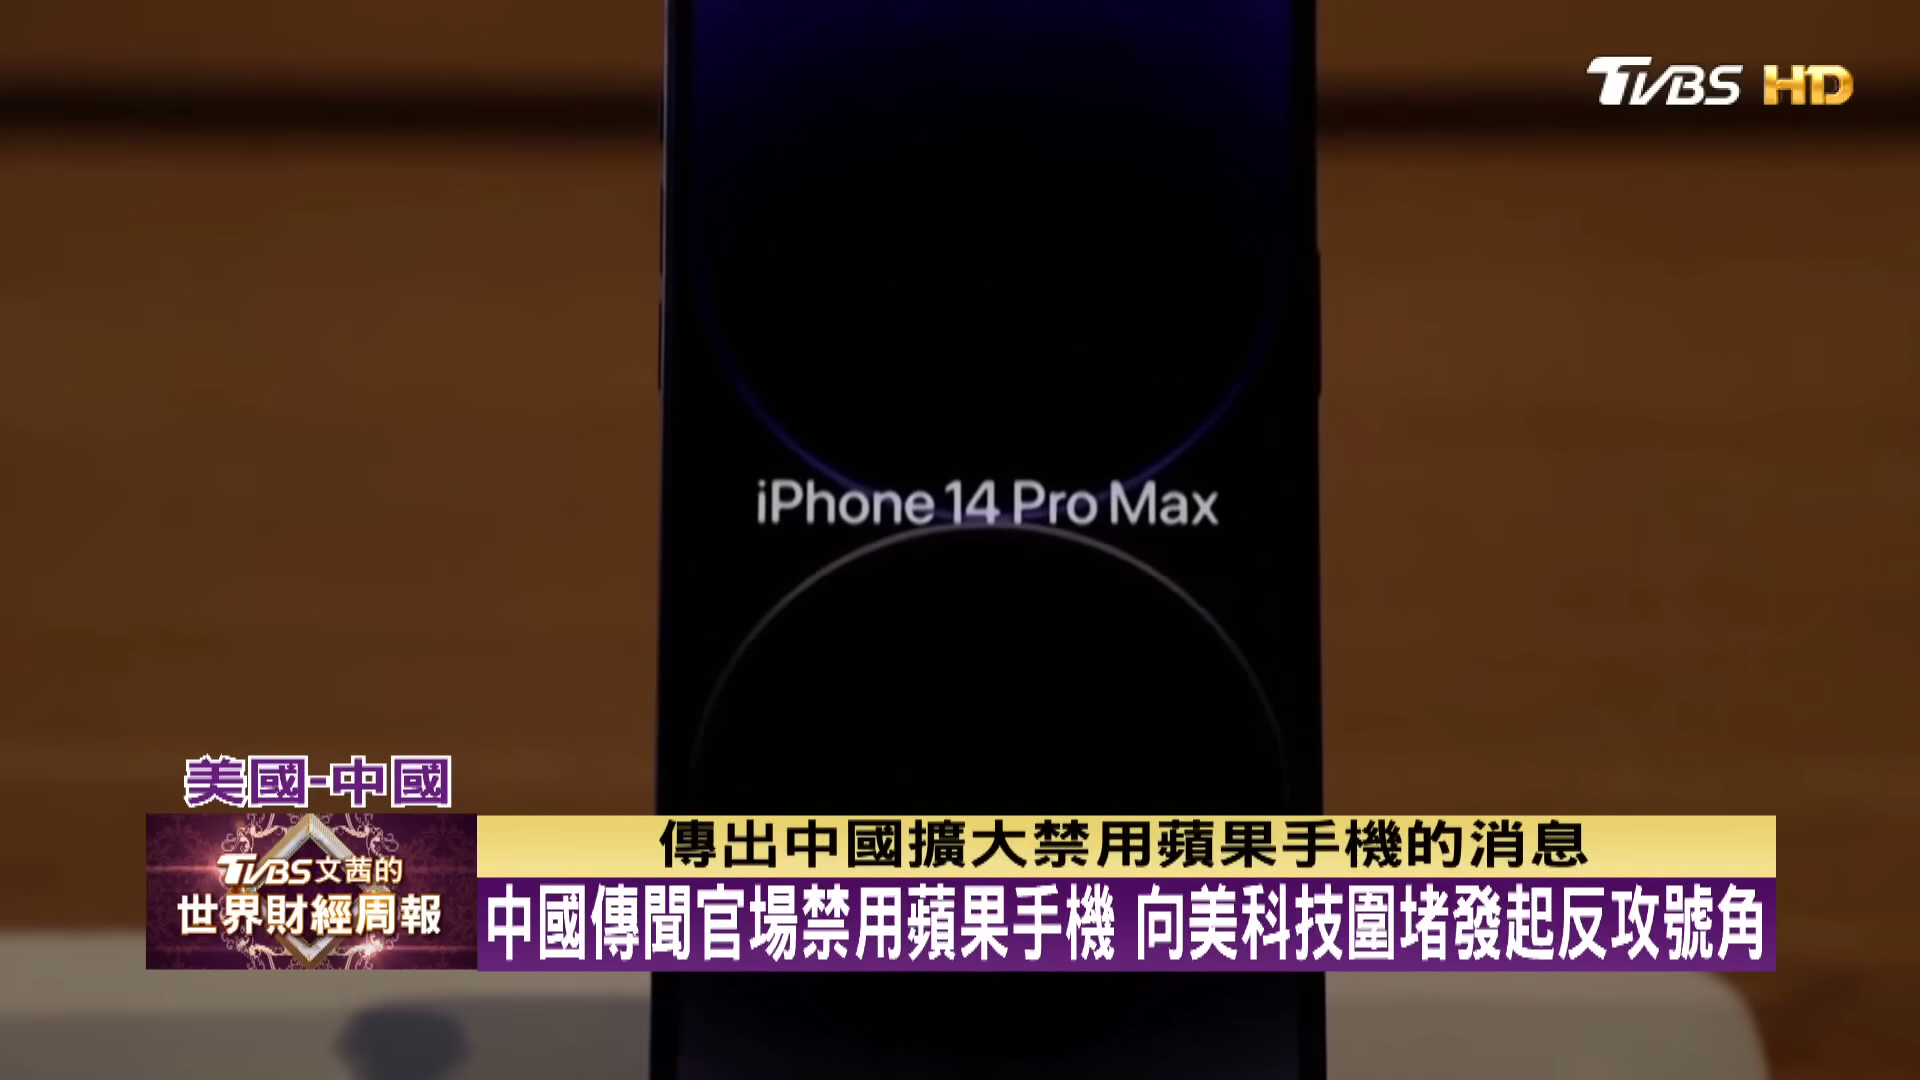 TVBS HD
iPhone 14 Pro Max
美國-中國
TVBS文茜的
世界財經周報
傳出中國擴大禁用蘋果手機的消息
中國傳聞官場禁用蘋果手機 向美科技圍堵發起反攻號角